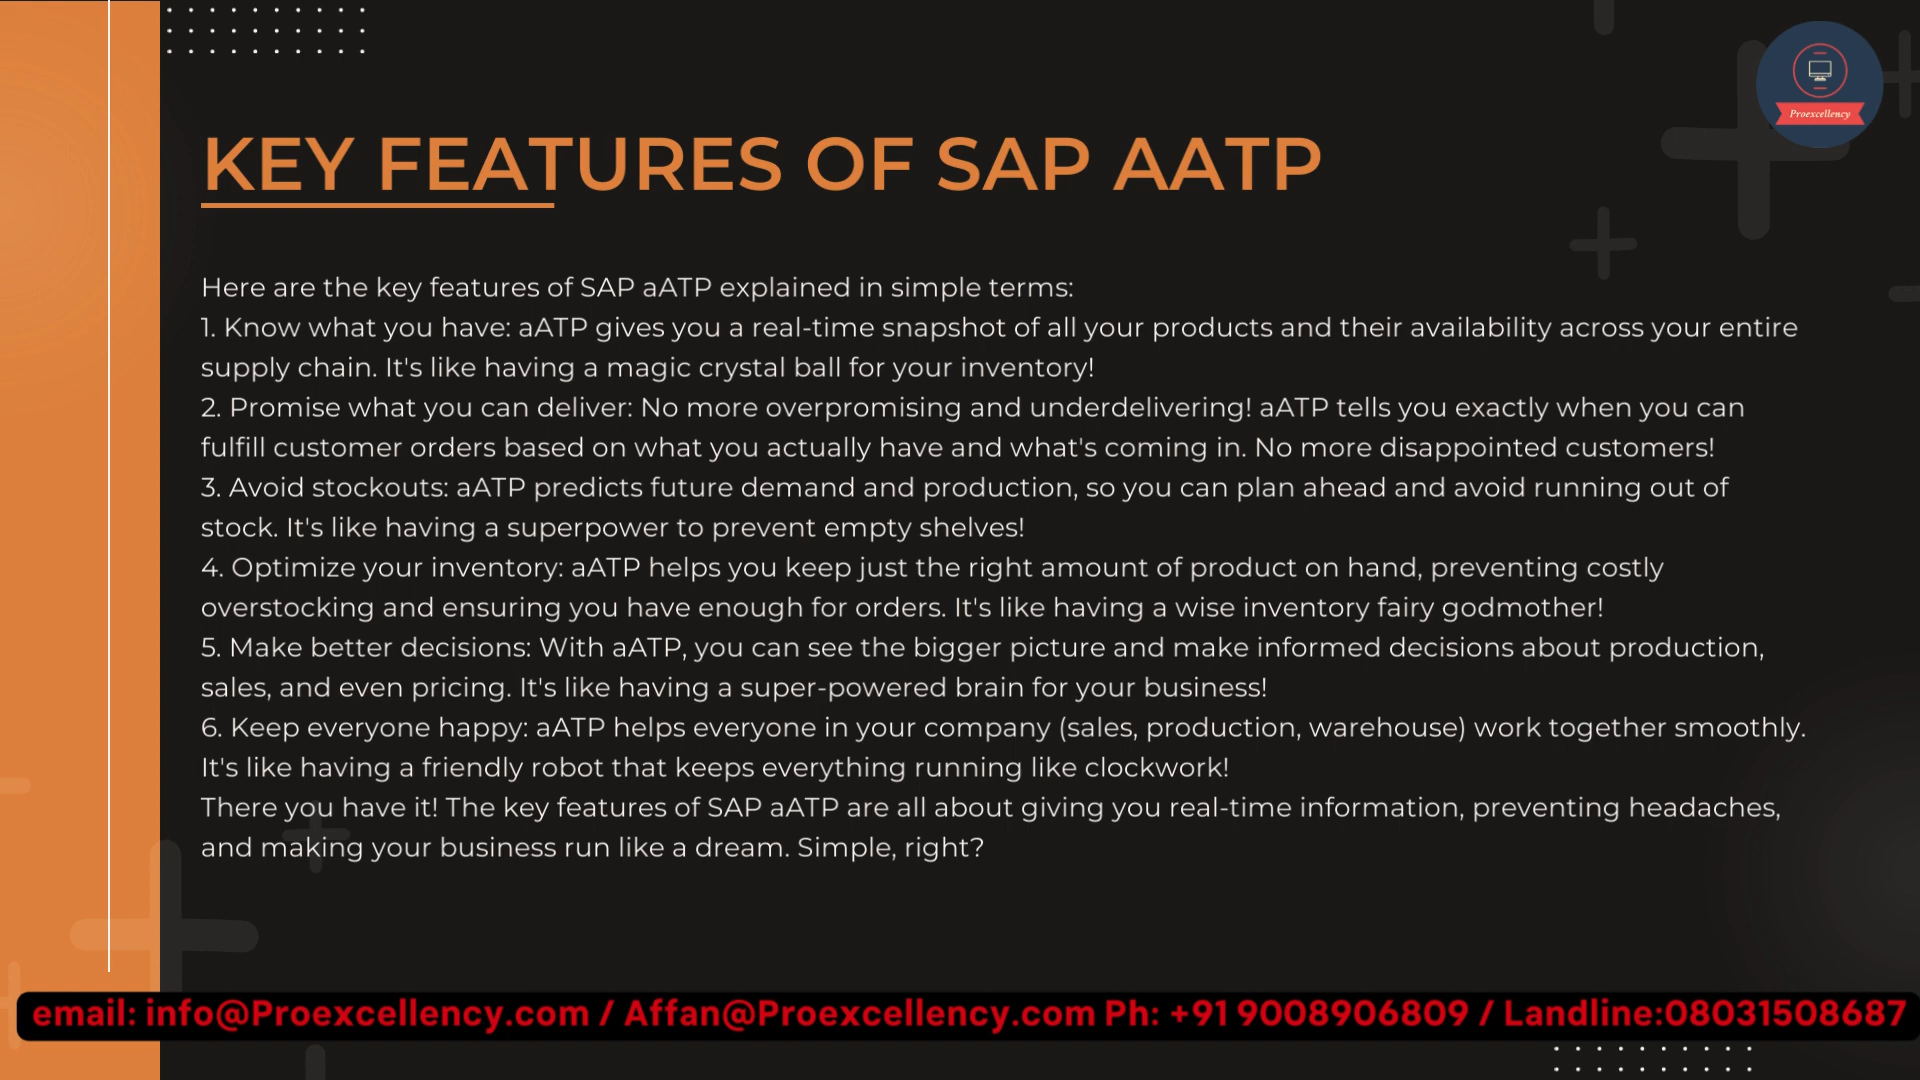 Proexcellency
KEY FEATURES OF SAP AATP
Here are the key features of SAP aATP explained in simple terms:
1. Know what you have: aATP gives you a real-time snapshot of all your products and their availability across your entire
supply chain. It's like having a magic crystal ball for your inventory!
2. Promise what you can deliver: No more overpromising and underdelivering! aATP tells you exactly when you can
fulfill customer orders based on what you actually have and what's coming in. No more disappointed customers!
3. Avoid stockouts: aATP predicts future demand and production, so you can plan ahead and avoid running out of
stock. It's like having a superpower to prevent empty shelves!
4. Optimize your inventory: aATP helps you keep just the right amount of product on hand, preventing costly
overstocking and ensuring you have enough for orders. It's like having a wise inventory fairy godmother!
5. Make better decisions: With aATP, you can see the bigger picture and make informed decisions about production,
sales, and even pricing. It's like having a super-powered brain for your business!
6. Keep everyone happy: aATP helps everyone in your company (sales, production, warehouse) work together smoothly.
It's like having a friendly robot that keeps everything running like clockwork!
There you have it! The key features of SAP aATP are all about giving you real-time information, preventing headaches,
and making your business run like a dream. Simple, right?
email: info@Proexcellency.com / Affan@Proexcellency.com Ph: +91 9008906809 / Landline:08031508687